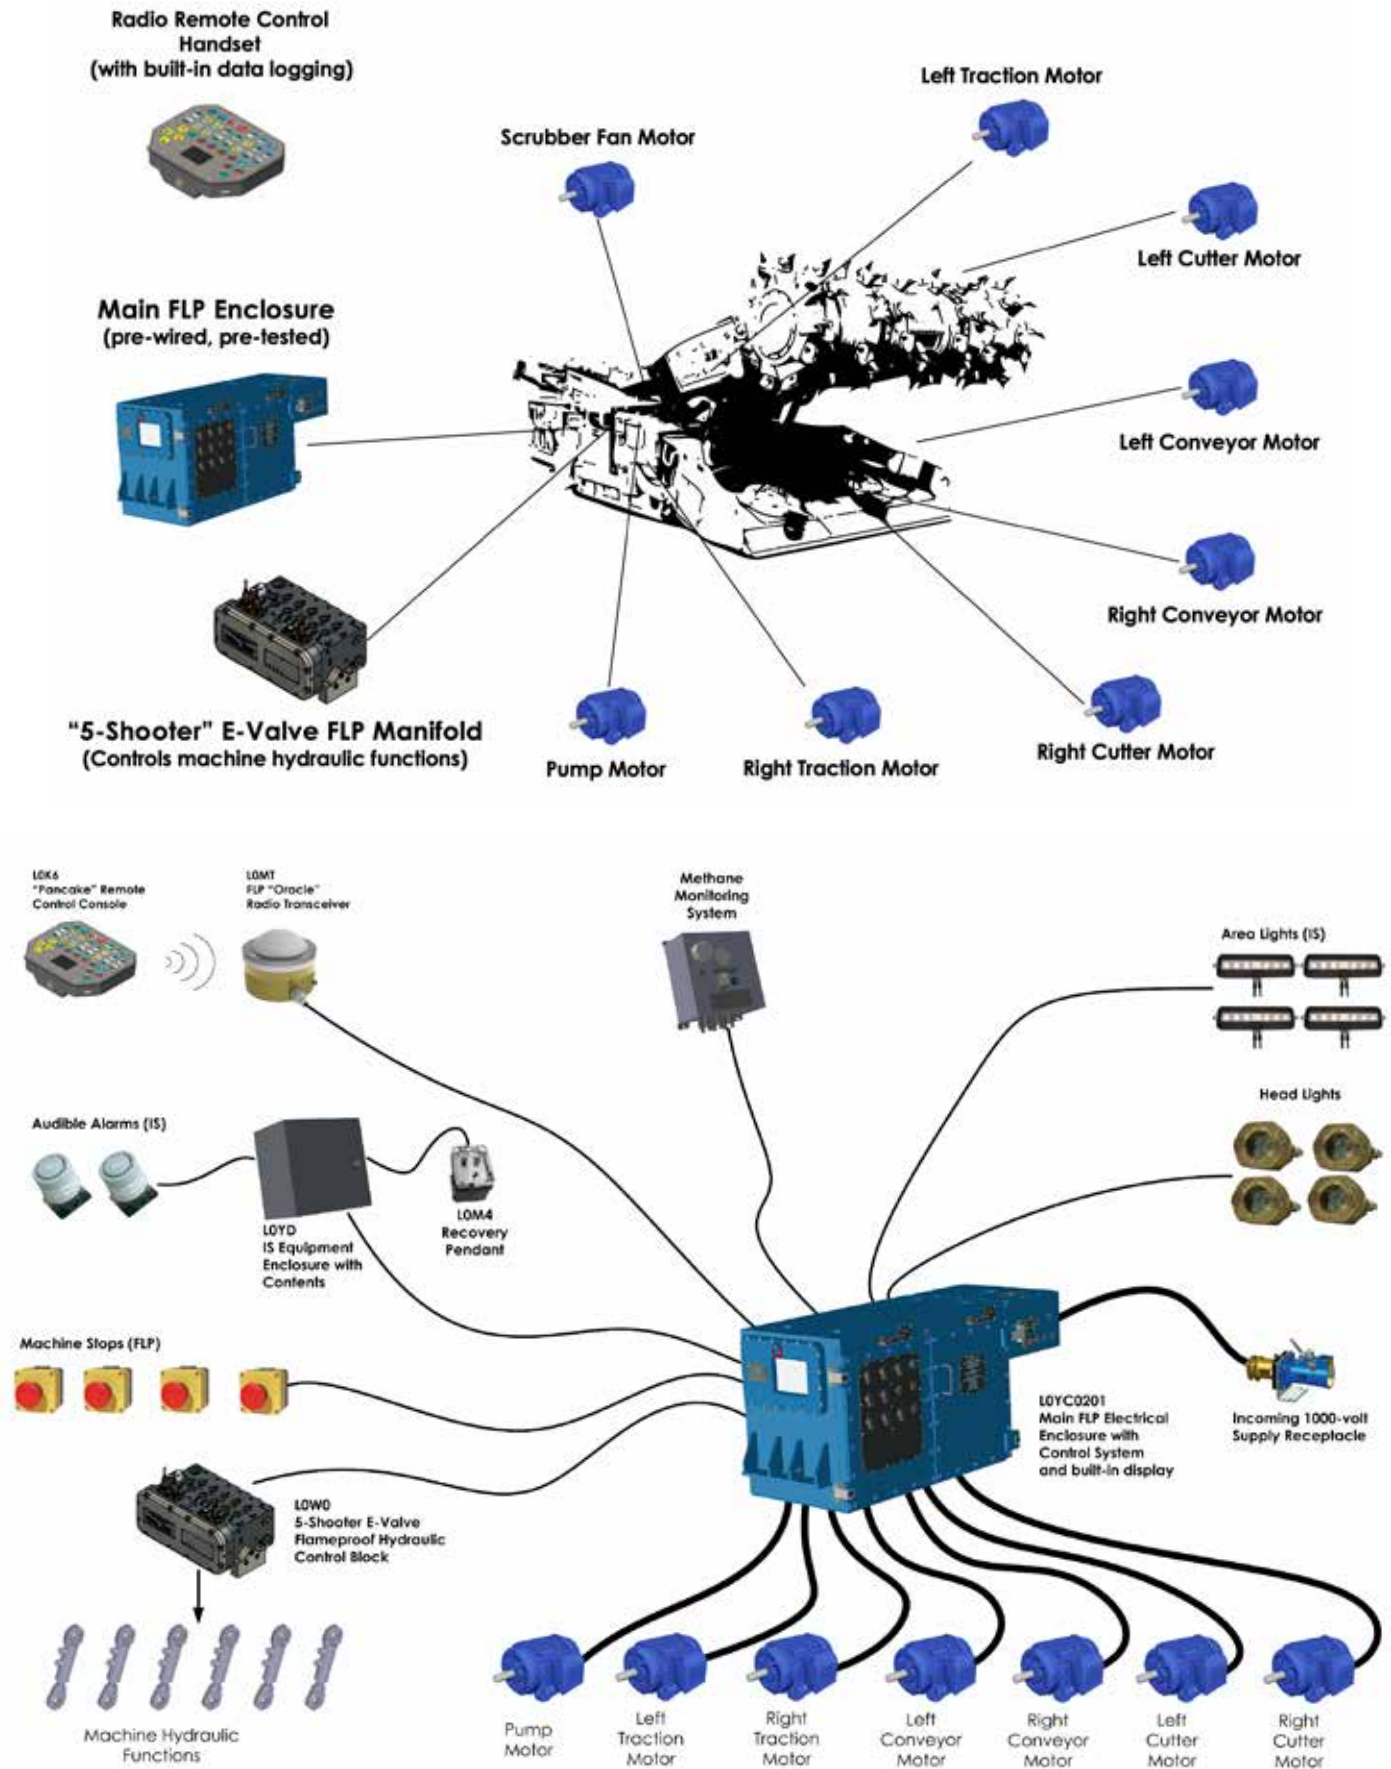 Radio Remote Control
Handset
(with built-in data logging)
Left Traction Motor
Scrubber Fan Motor
Left Cutter Motor
Main FLP Enclosure
(pre-wired, pre-tested)
Left Conveyor Motor
Right Conveyor Motor
"5-Shooter" E-Valve FLP Manifold
(Controls machine hydraulic functions)
Pump Motor
Right Traction Motor
Right Cutter Motor
L0K6
"Pancake" Remote
Control Console
L0MT
FLP "Oracle"
Radio Transceiver
Methane
Monitoring
System
Area Lights (IS)
Head Lights
Audible Alarms (IS)
L0YD
IS Equipment
Enclosure with
Contents
L0M4
Recovery
Pendant
Machine Stops (FLP)
L0YC0201
Main FLP Electrical
Enclosure with
Control System
and built-in display
Incoming 1000-volt
Supply Receptacle
L0W0
5-Shooter E-Valve
Flameproof Hydraulic
Control Block
Machine Hydraulic
Functions
Pump
Motor
Left
Traction
Motor
Right
Traction
Motor
Left
Conveyor
Motor
Right
Conveyor
Motor
Left
Cutter
Motor
Right
Cutter
Motor